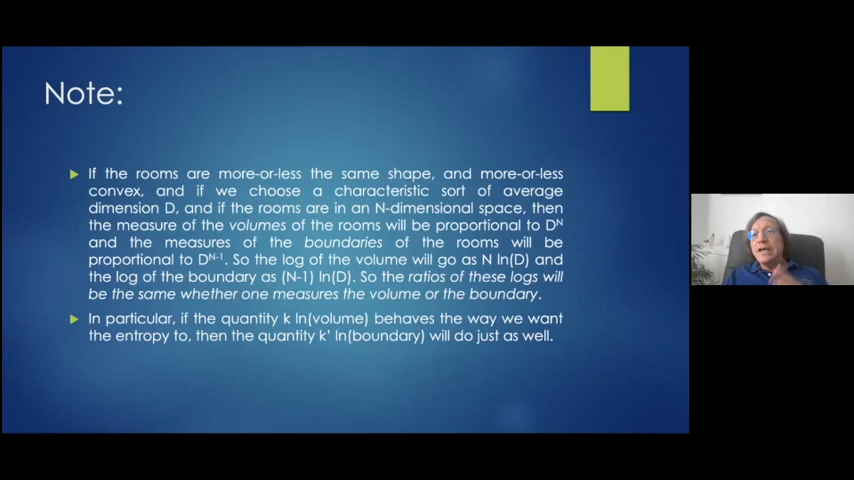 Note:
If the rooms are more-or-less the same shape, and more-or-less
convex, and if we choose a characteristic sort of average
dimension D, and if the rooms are in an N-dimensional space, then
the measure of the volumes of the rooms will be proportional to Dᴺ
and the measures of the boundaries of the rooms will be
proportional to Dᴺ⁻¹. So the log of the volume will go as N ln(D) and
the log of the boundary as (N-1) ln(D). So the ratios of these logs will
be the same whether one measures the volume or the boundary.
In particular, if the quantity k ln(volume) behaves the way we want
the entropy to, then the quantity k' ln(boundary) will do just as well.